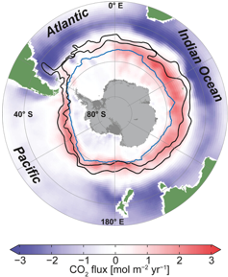 0° E
Atlantic
Indian Ocean
40° S
80° S
Pacific
180° E
−3 −2 −1 0 1 2 3
CO₂ flux [mol m⁻² yr⁻¹]